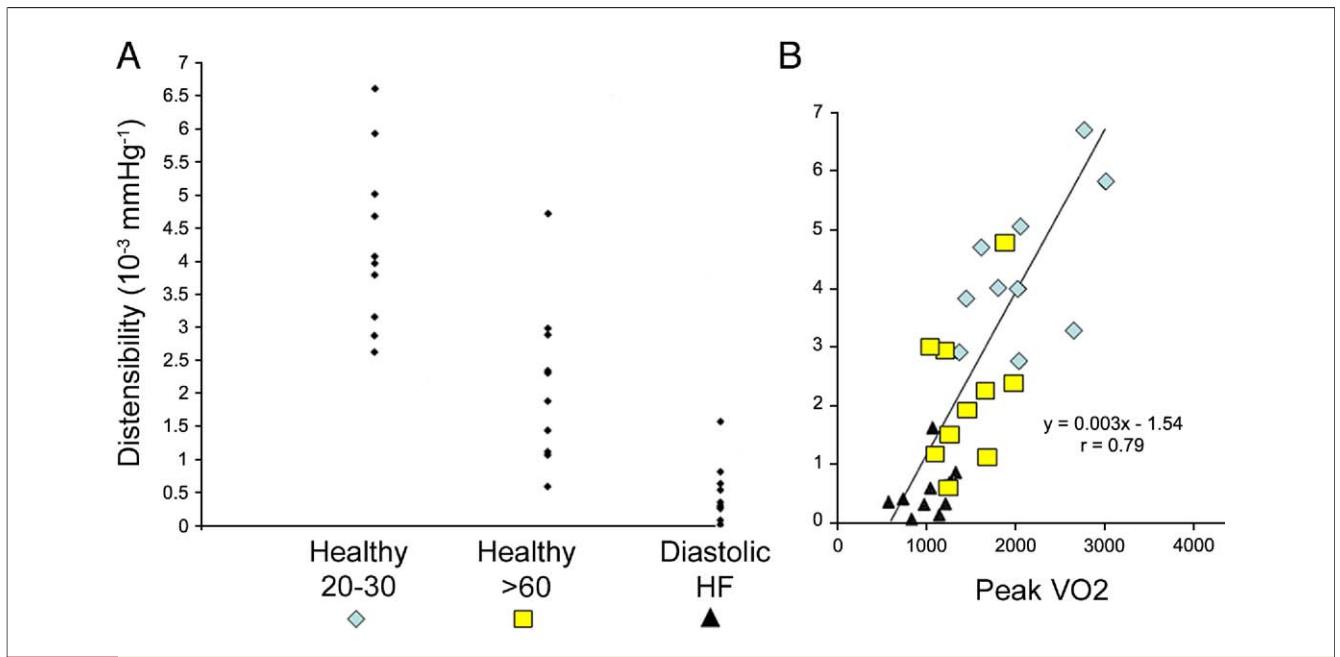 A
7
6.5
6
5.5
5
4.5
4
3.5
3
2.5
2
1.5
1
0.5
0
Distensibility (10⁻³ mmHg⁻¹)
Healthy 20-30
Healthy >60
Diastolic HF
B
7
6
5
4
3
2
1
0
y = 0.003x - 1.54
r = 0.79
0 1000 2000 3000 4000
Peak VO2